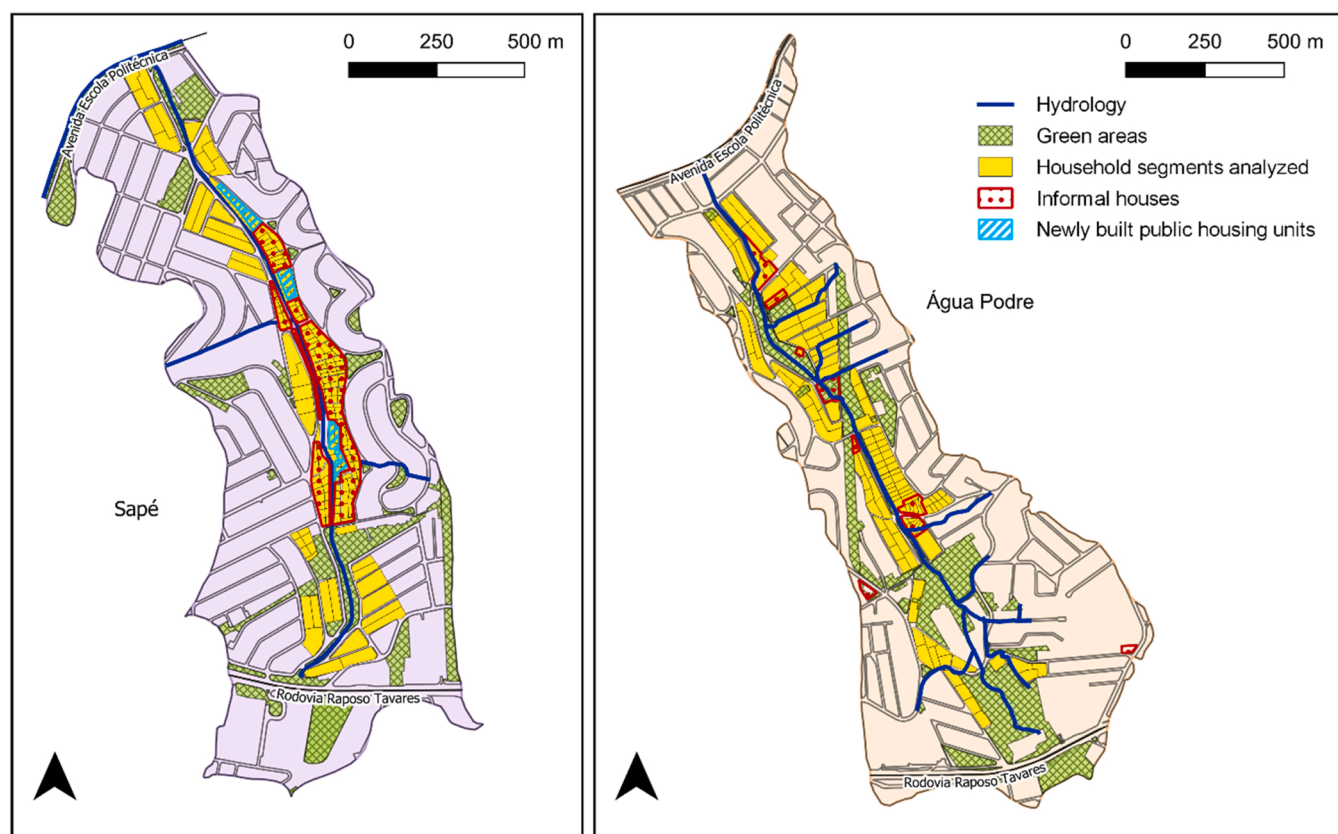 0 250 500 m
Avenida Escola Politécnica
Sapé
Rodovia Raposo Tavares
0 250 500 m
Hydrology
Green areas
Household segments analyzed
Informal houses
Newly built public housing units
Avenida Escola Politécnica
Água Podre
Rodovia Raposo Tavares